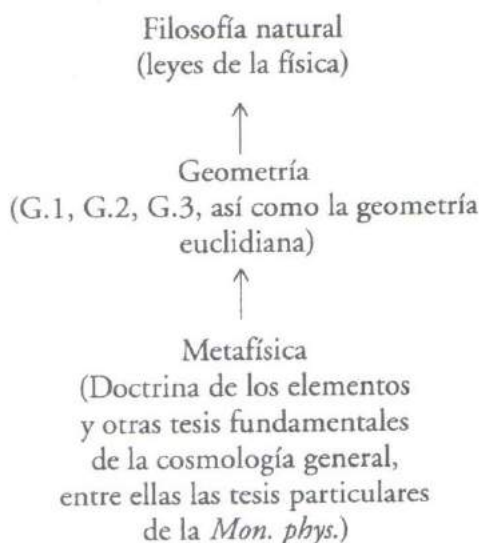 Filosofía natural
(leyes de la física)
Geometría
(G.1, G.2, G.3, así como la geometría
euclidiana)
Metafísica
(Doctrina de los elementos
y otras tesis fundamentales
de la cosmología general,
entre ellas las tesis particulares
de la Mon. phys.)